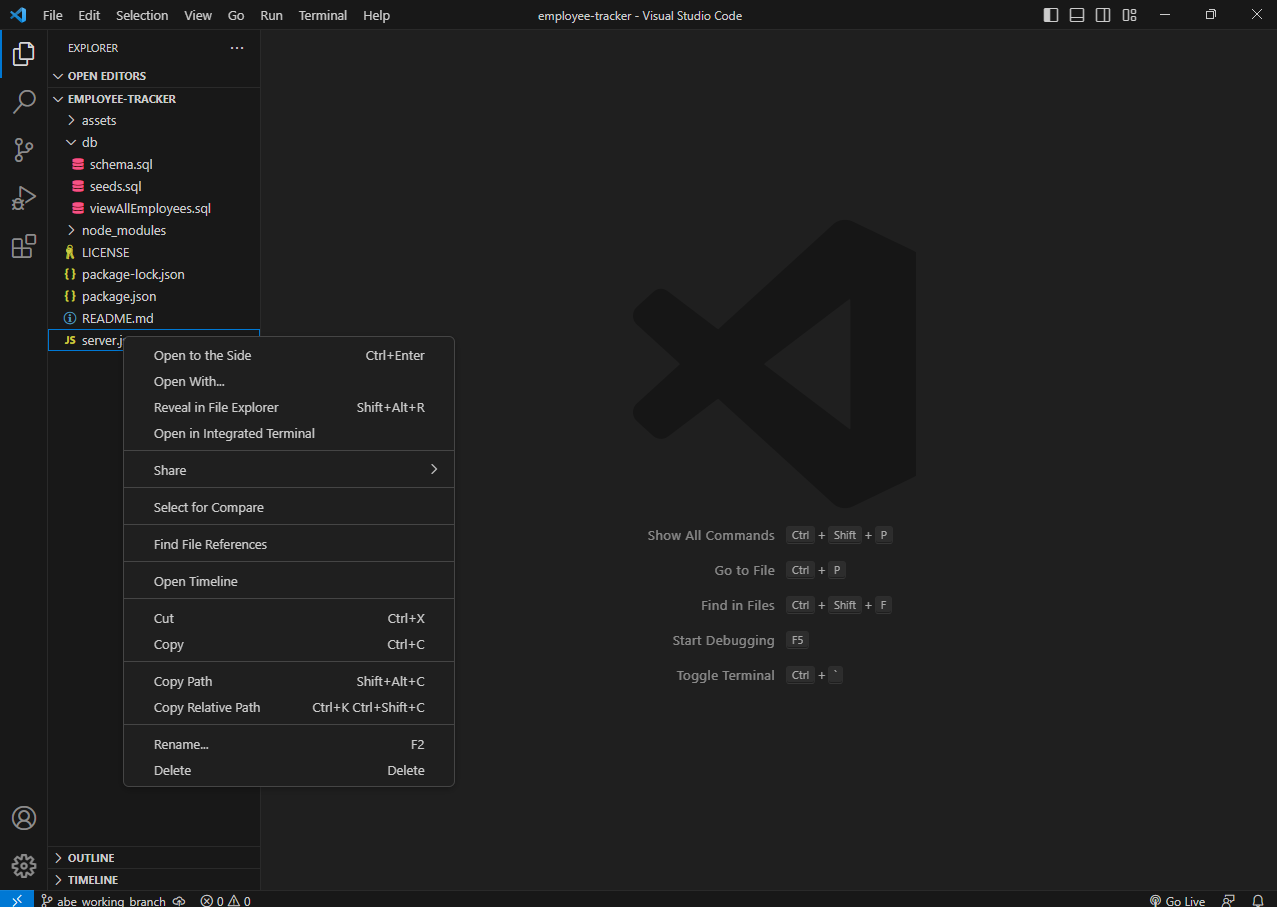 File Edit Selection View Go Run Terminal Help employee-tracker - Visual Studio Code
EXPLORER
OPEN EDITORS
EMPLOYEE-TRACKER
assets
db
schema.sql
seeds.sql
viewAllEmployees.sql
node_modules
LICENSE
{} package-lock.json
{} package.json
README.md
JS server.j
Open to the Side Ctrl+Enter
Open With...
Reveal in File Explorer Shift+Alt+R
Open in Integrated Terminal
Share
Select for Compare
Find File References
Open Timeline
Cut Ctrl+X
Copy Ctrl+C
Copy Path Shift+Alt+C
Copy Relative Path Ctrl+K Ctrl+Shift+C
Rename... F2
Delete Delete
Show All Commands Ctrl + Shift + P
Go to File Ctrl + P
Find in Files Ctrl + Shift + F
Start Debugging F5
Toggle Terminal Ctrl + `
OUTLINE
TIMELINE
abe_working_branch 0 0 Go Live